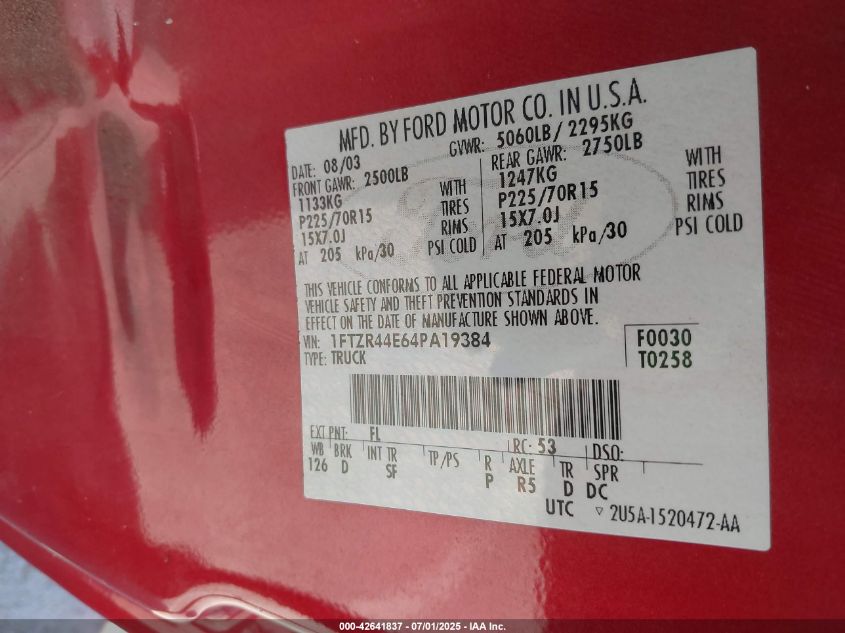 MFD. BY FORD MOTOR CO. IN U.S.A.
DATE: 08/03 GVWR: 5060LB/ 2295KG
FRONT GAWR: 2500LB REAR GAWR: 2750LB
1133KG WITH 1247KG WITH
P225/70R15 TIRES P225/70R15 TIRES
15X7.0J RIMS 15X7.0J RIMS
AT 205 kPa/30 PSI COLD AT 205 kPa/30 PSI COLD
THIS VEHICLE CONFORMS TO ALL APPLICABLE FEDERAL MOTOR
VEHICLE SAFETY AND THEFT PREVENTION STANDARDS IN
EFFECT ON THE DATE OF MANUFACTURE SHOWN ABOVE.
VIN: 1FTZR44E64PA19384 F0030
TYPE: TRUCK T0258
EXT PNT: FL RC: 53 DSO:
WB BRK INT TR TP/PS R AXLE TR SPR
126 D SF P R5 D DC
UTC ▿ 2U5A-1520472-AA
000-42641837 - 07/01/2025 - IAA Inc.